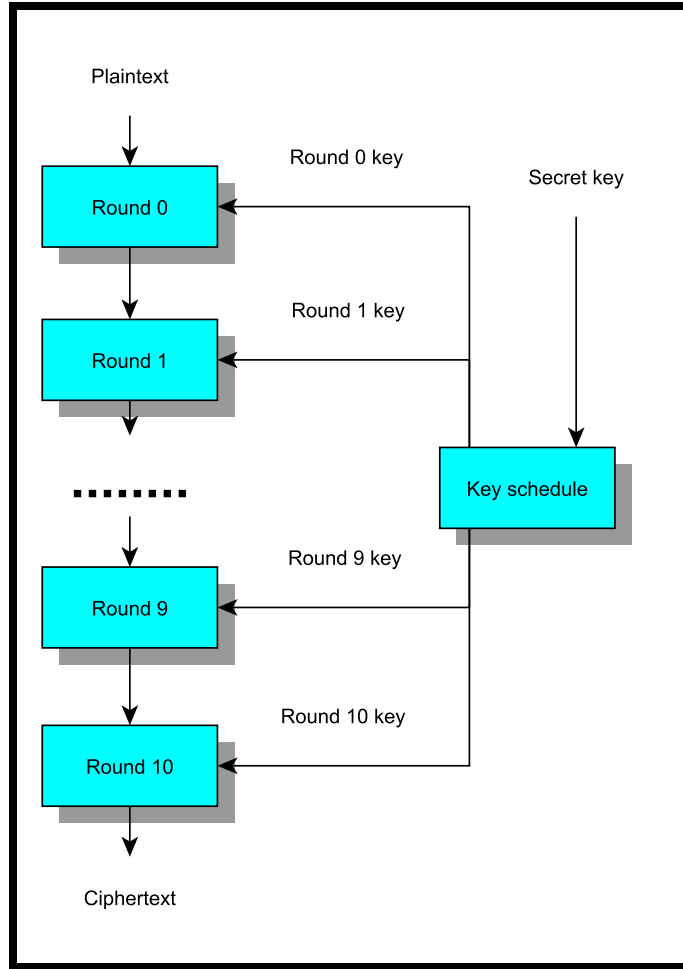 Plaintext
Round 0 key
Secret key
Round 0
Round 1 key
Round 1
Key schedule
Round 9 key
Round 9
Round 10 key
Round 10
Ciphertext